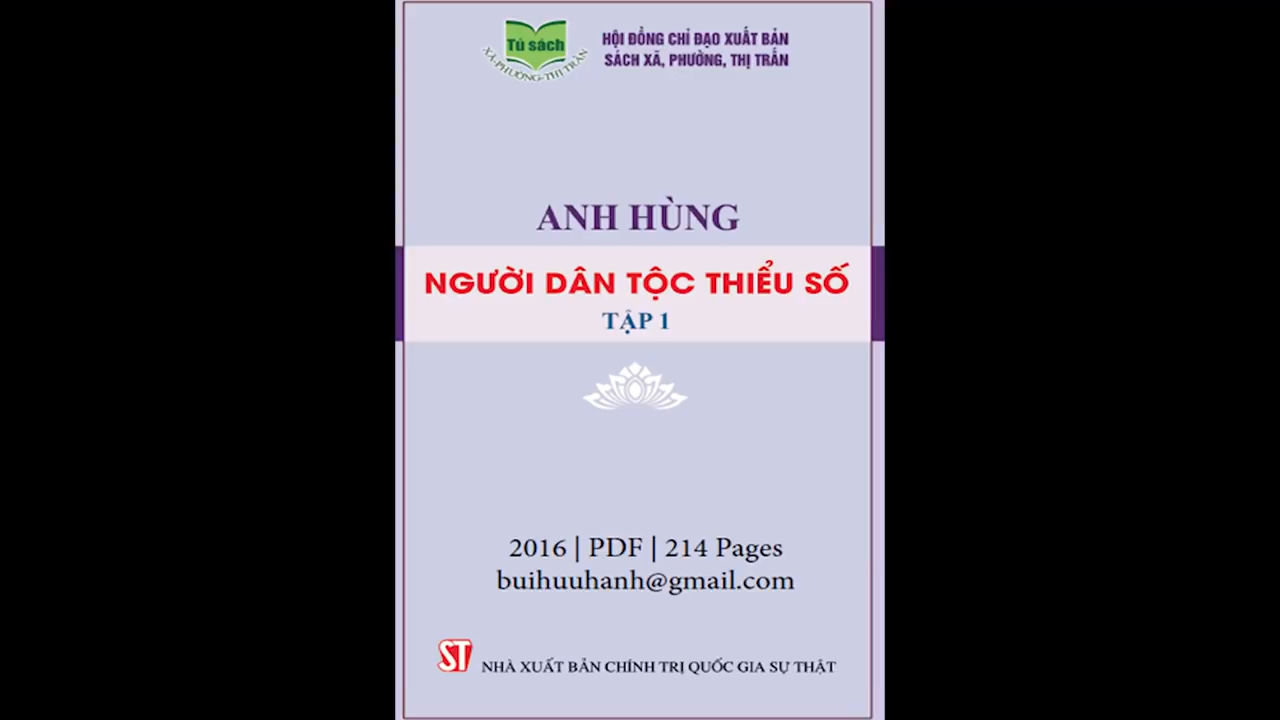 Tủ sách
XÃ-PHƯỜNG-THỊ TRẤN
HỘI ĐỒNG CHỈ ĐẠO XUẤT BẢN
SÁCH XÃ, PHƯỜNG, THỊ TRẤN
ANH HÙNG
NGƯỜI DÂN TỘC THIỂU SỐ
TẬP 1
2016 | PDF | 214 Pages
buihuuhanh@gmail.com
ST NHÀ XUẤT BẢN CHÍNH TRỊ QUỐC GIA SỰ THẬT